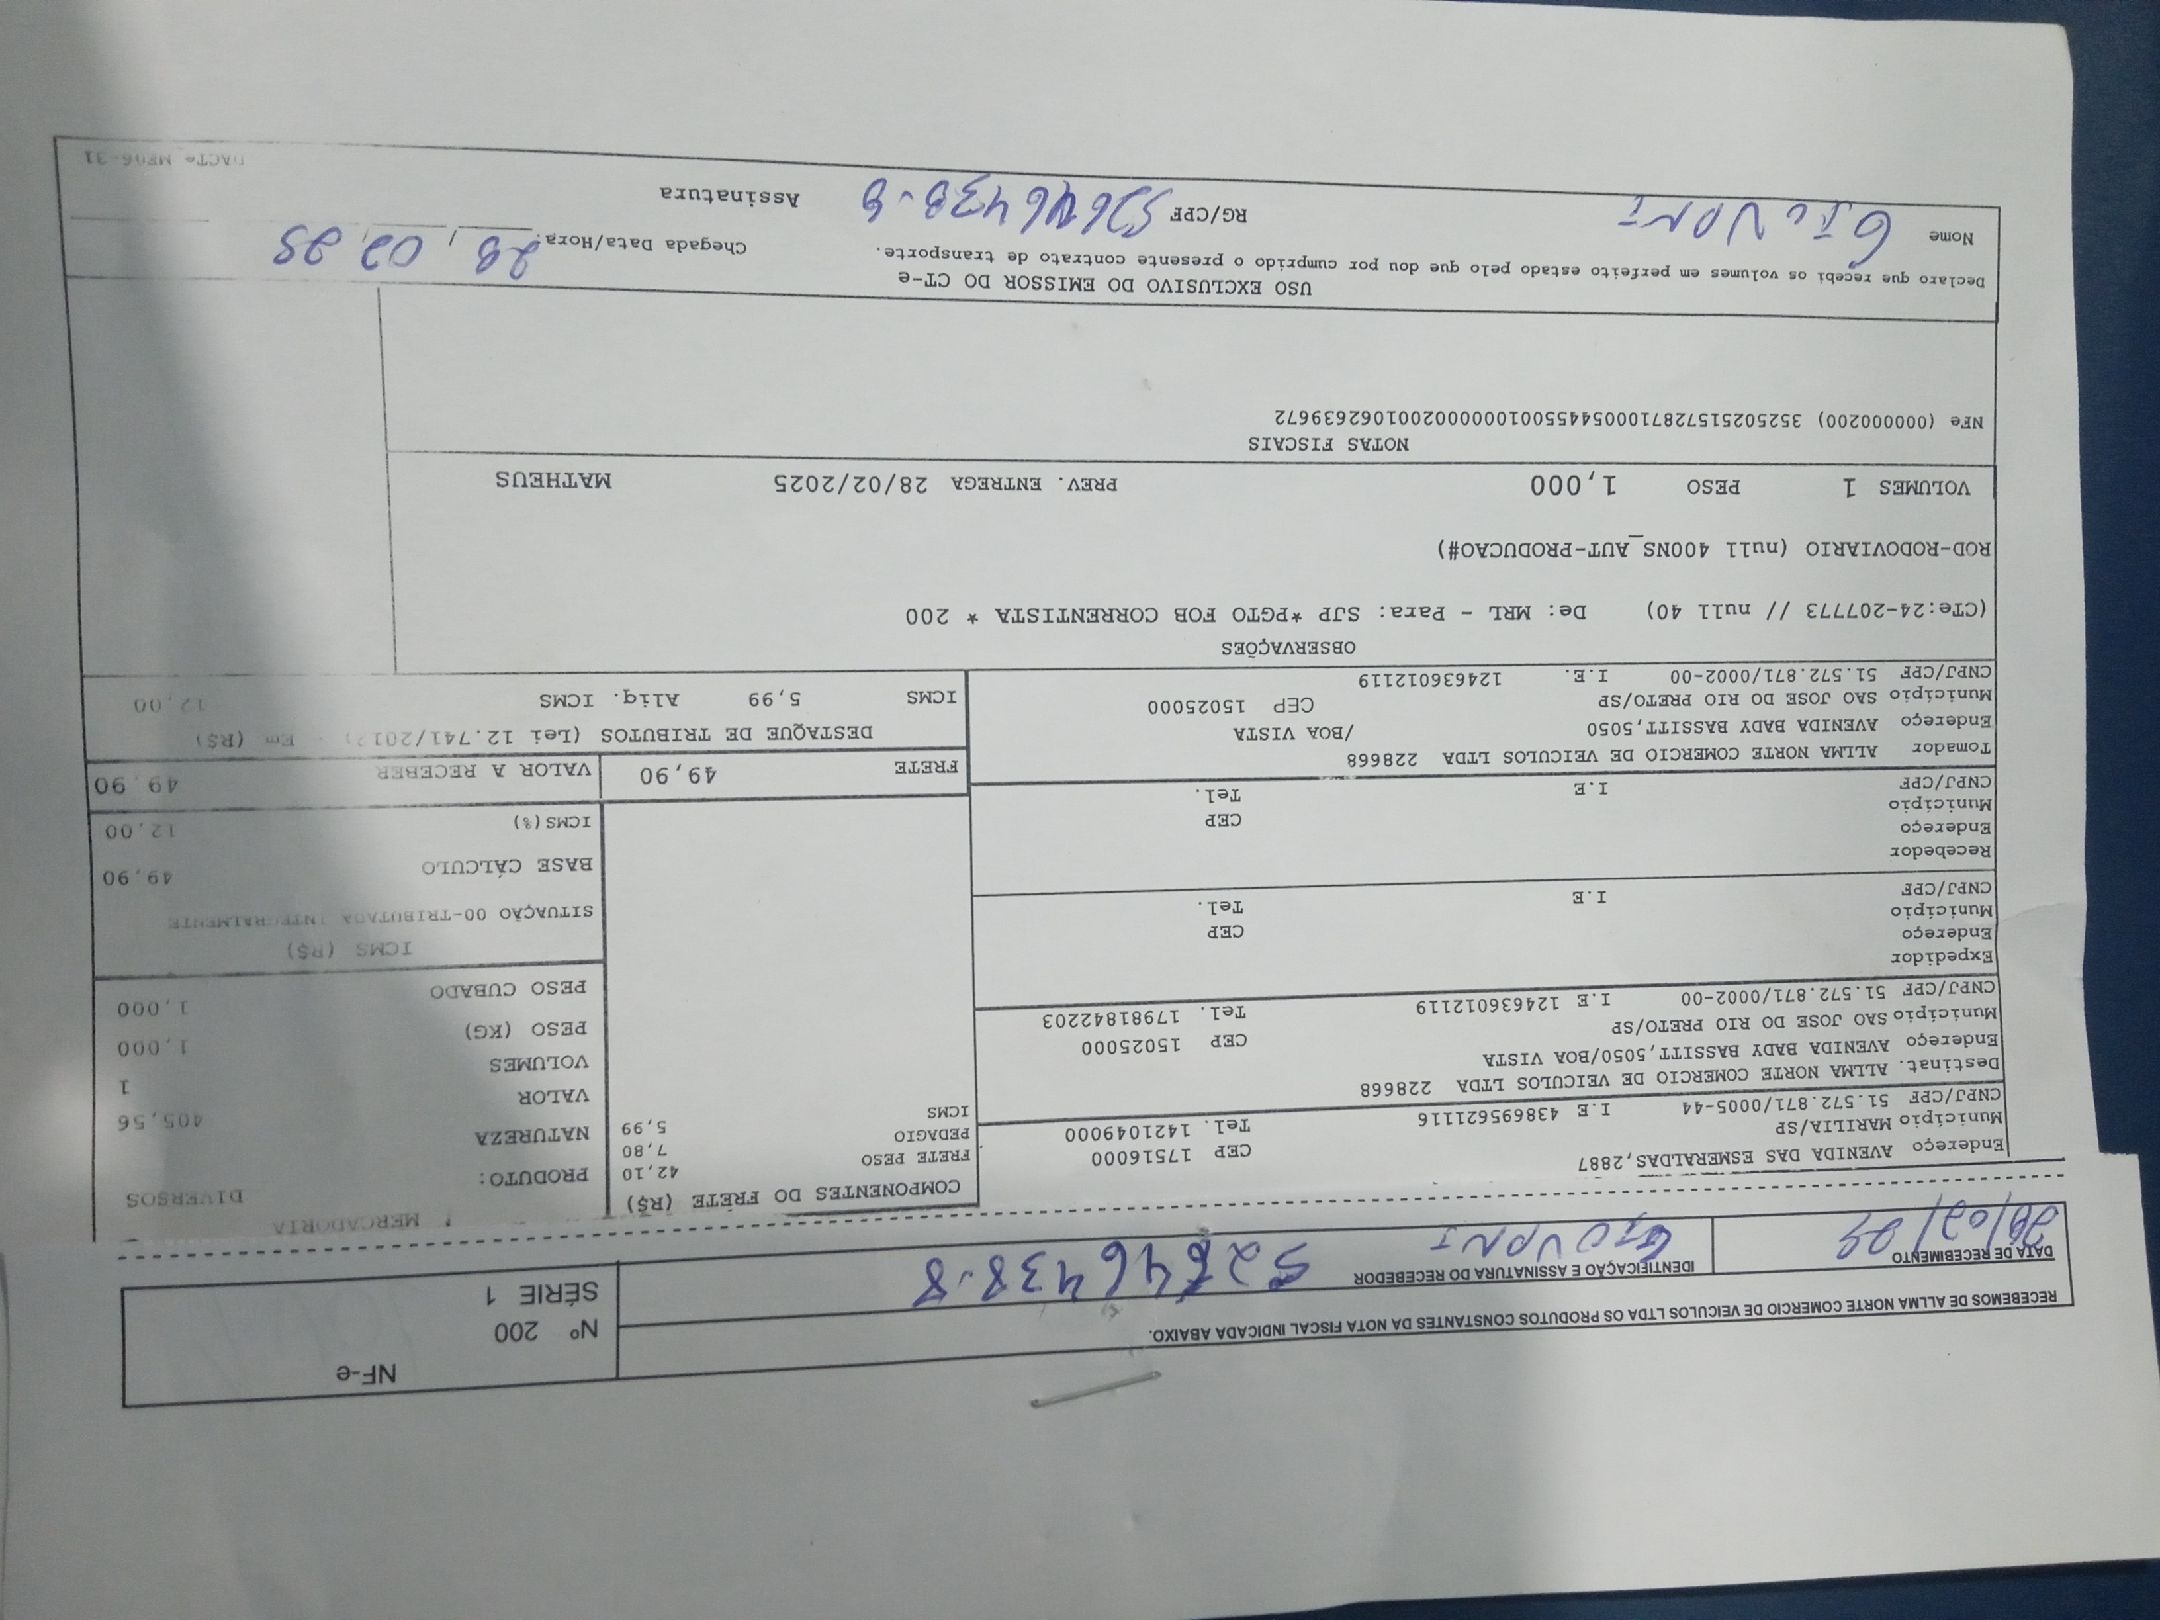 RECEBEMOS DE ALLMA NORTE COMERCIO DE VEICULOS LTDA OS PRODUTOS CONSTANTES DA NOTA FISCAL INDICADA ABAIXO.
NF-e
Nº 200
SÉRIE 1
DATA DE RECEBIMENTO
IDENTIFICAÇÃO E ASSINATURA DO RECEBEDOR
GIOVANI 52646438-8
Endereço AVENIDA DAS ESMERALDAS,2887
Município MARILIA/SP CEP 17516000
CNPJ/CPF 51.572.871/0005-44 I.E 438695621116 Tel. 1421049000
Destinat. ALLMA NORTE COMERCIO DE VEICULOS LTDA 228668
Endereço AVENIDA BADY BASSITT,5050/BOA VISTA
Município SAO JOSE DO RIO PRETO/SP CEP 15025000
CNPJ/CPF 51.572.871/0002-00 I.E 124636012119 Tel. 17981842203
Expedidor
Endereço
Município CEP
CNPJ/CPF I.E Tel.
Recebedor
Endereço
Município CEP
CNPJ/CPF I.E Tel.
Tomador ALLMA NORTE COMERCIO DE VEICULOS LTDA 228668
Endereço AVENIDA BADY BASSITT,5050 /BOA VISTA
Município SAO JOSE DO RIO PRETO/SP CEP 15025000
CNPJ/CPF 51.572.871/0002-00 I.E. 124636012119
COMPONENTES DO FRETE (R$)
FRETE PESO 42,10
PEDAGIO 7,80
ICMS 5,99
FRETE 49,90
MERCADORIA
PRODUTO: DIVERSOS
NATUREZA
VALOR 405,56
VOLUMES 1
PESO (KG) 1,000
PESO CUBADO 1,000
ICMS (R$)
SITUAÇÃO 00-TRIBUTADA INTEGRALMENTE
BASE CÁLCULO 49,90
ICMS(%) 12,00
VALOR A RECEBER 49,90
DESTAQUE DE TRIBUTOS (Lei 12.741/2012) - Em (R$)
ICMS 5,99 Aliq. ICMS 12,00
OBSERVAÇÕES
(CTe:24-207773 // null 40) De: MRL - Para: SJP *PGTO FOB CORRENTISTA * 200
ROD-RODOVIARIO (null 400NS_AUT-PRODUCAO#)
VOLUMES 1 PESO 1,000 PREV. ENTREGA 28/02/2025 MATHEUS
NOTAS FISCAIS
NFe (00000200) 35250251572871000544550010000002001062639672
USO EXCLUSIVO DO EMISSOR DO CT-e
Declaro que recebi os volumes em perfeito estado pelo que dou por cumprido o presente contrato de transporte.
Chegada Data/Hora:
Nome GIOVANI RG/CPF 52646438-8 Assinatura
DACTe MF06-31